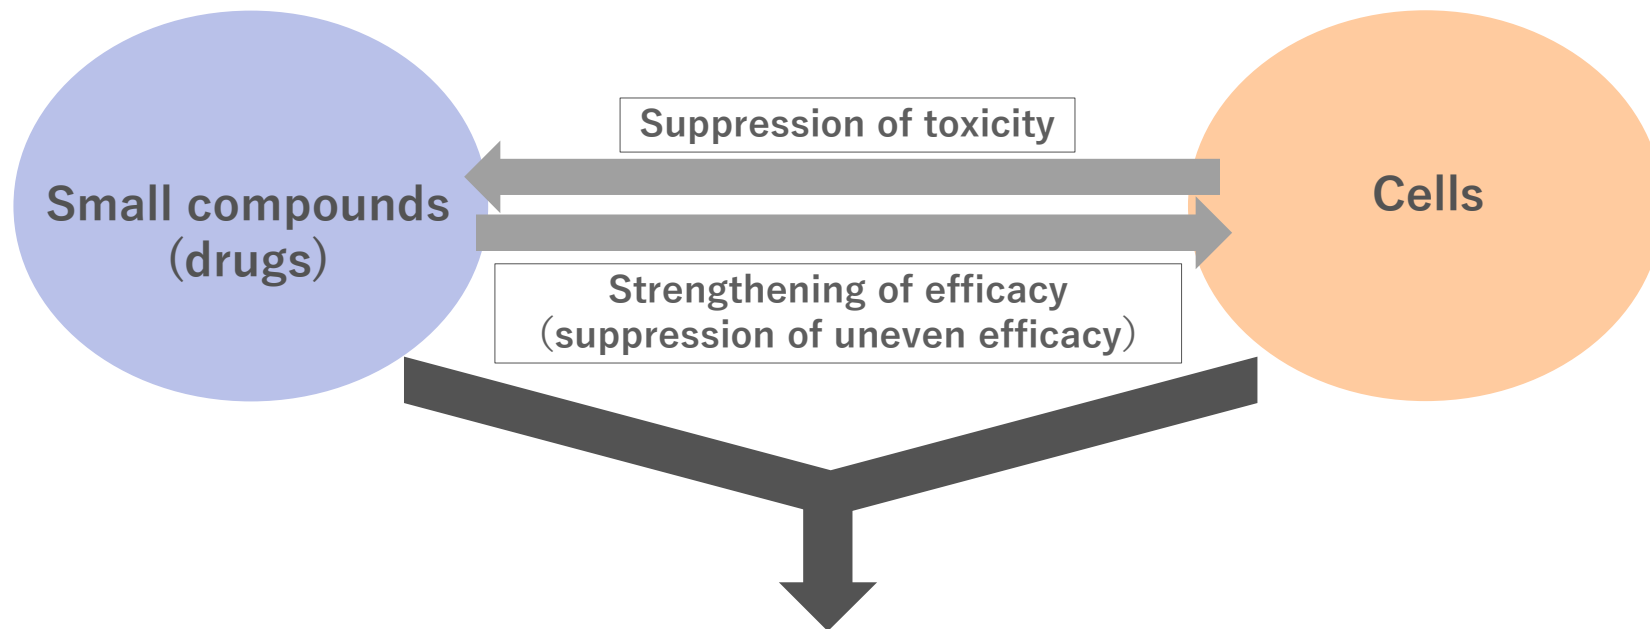 Suppression of toxicity
Small compounds
(drugs)
Cells
Strengthening of efficacy
（suppression of uneven efficacy）